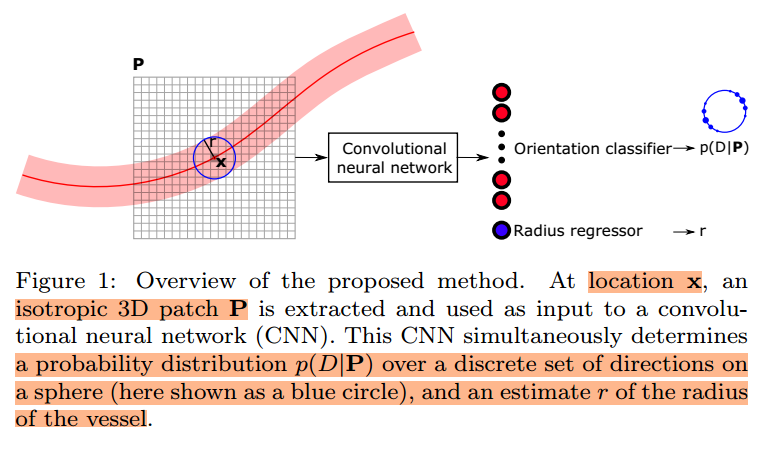 P
r
x
Convolutional
neural network
Orientation classifier
p(D|P)
Radius regressor
r
Figure 1: Overview of the proposed method. At location x, an
isotropic 3D patch P is extracted and used as input to a convolu-
tional neural network (CNN). This CNN simultaneously determines
a probability distribution p(D|P) over a discrete set of directions on
a sphere (here shown as a blue circle), and an estimate r of the radius
of the vessel.